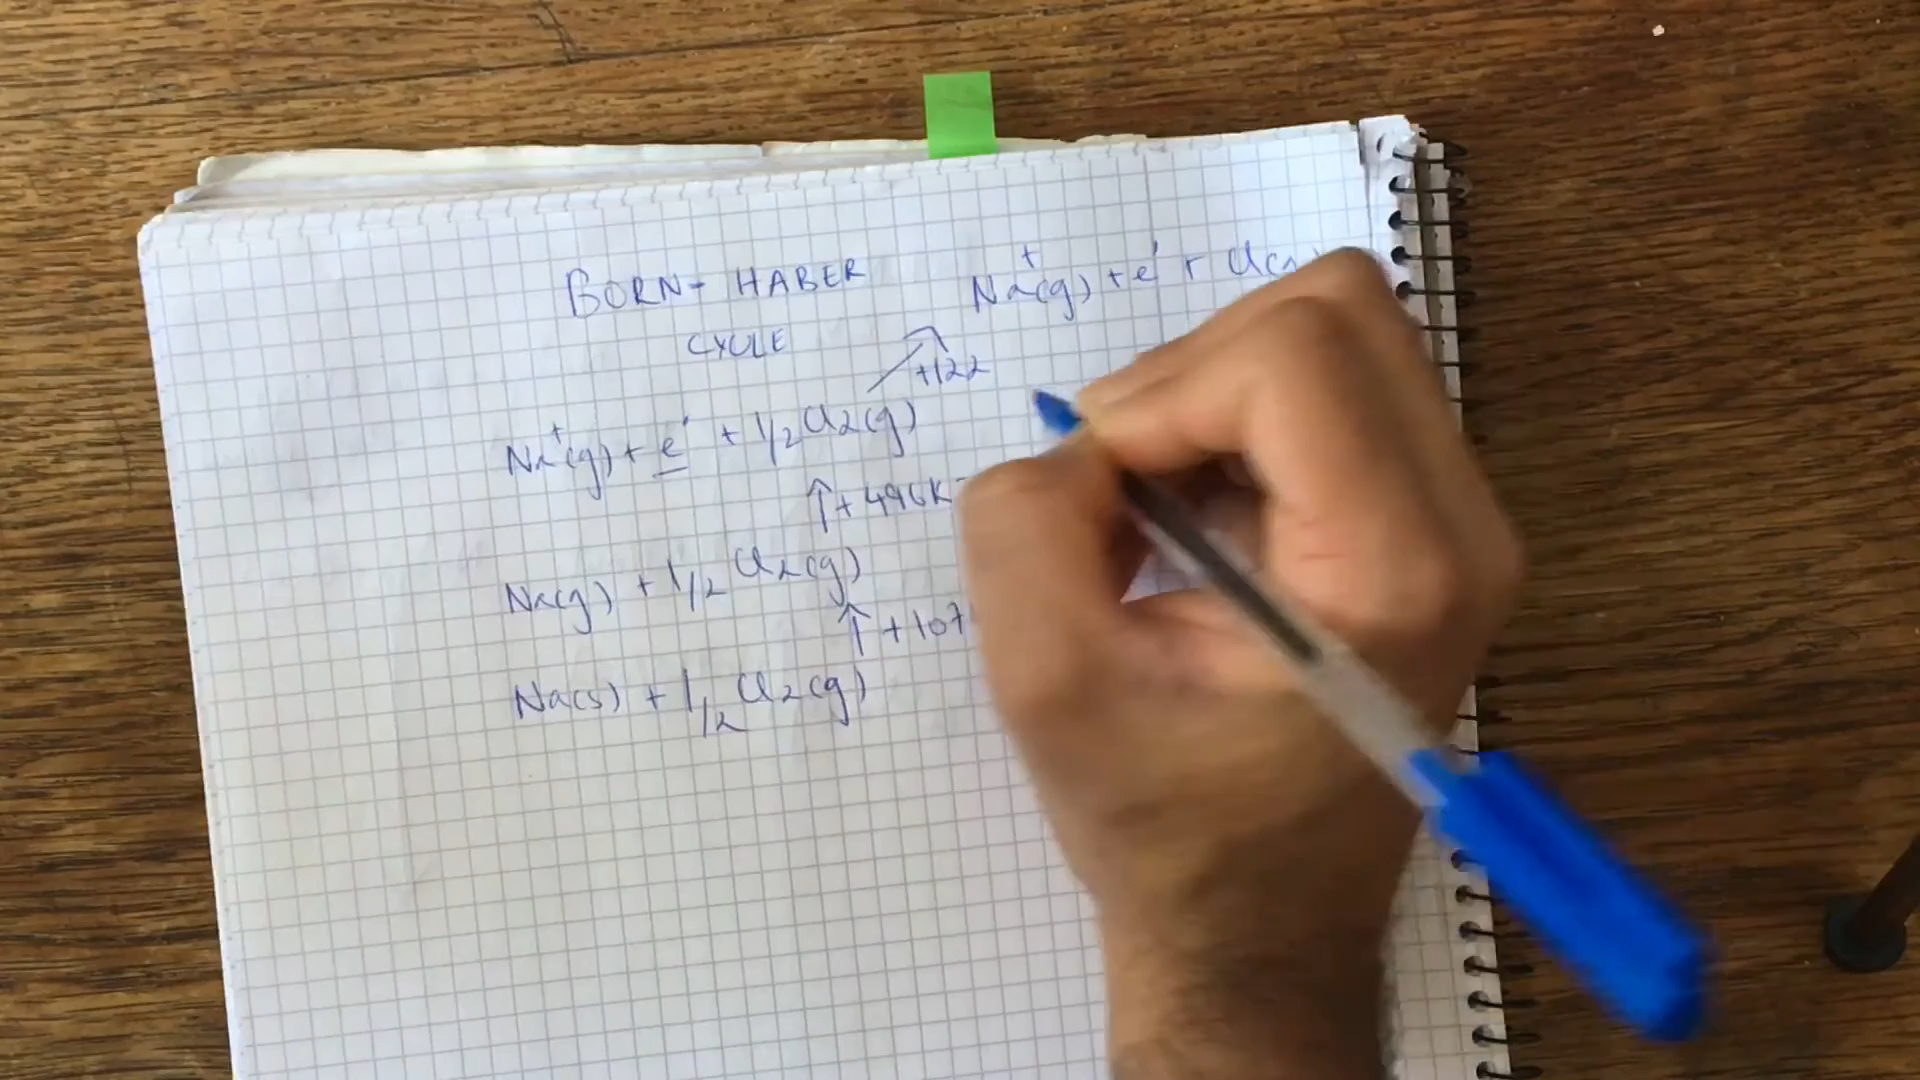 BORN- HABER
CYCLE
Na⁺(g) + e' + Cl(g)
+122
Na⁺(g) + e' + 1/2 Cl2(g)
↑ + 496K
Na(g) + 1/2 Cl2(g)
↑ + 107
Na(s) + 1/2 Cl2(g)